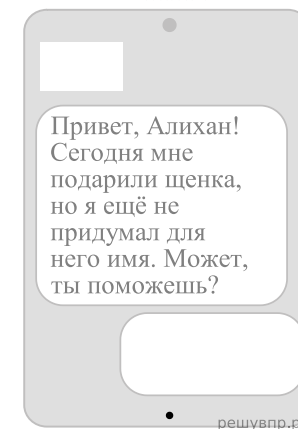 Привет, Алихан!
Сегодня мне
подарили щенка,
но я ещё не
придумал для
него имя. Может,
ты поможешь?
решувпр.р